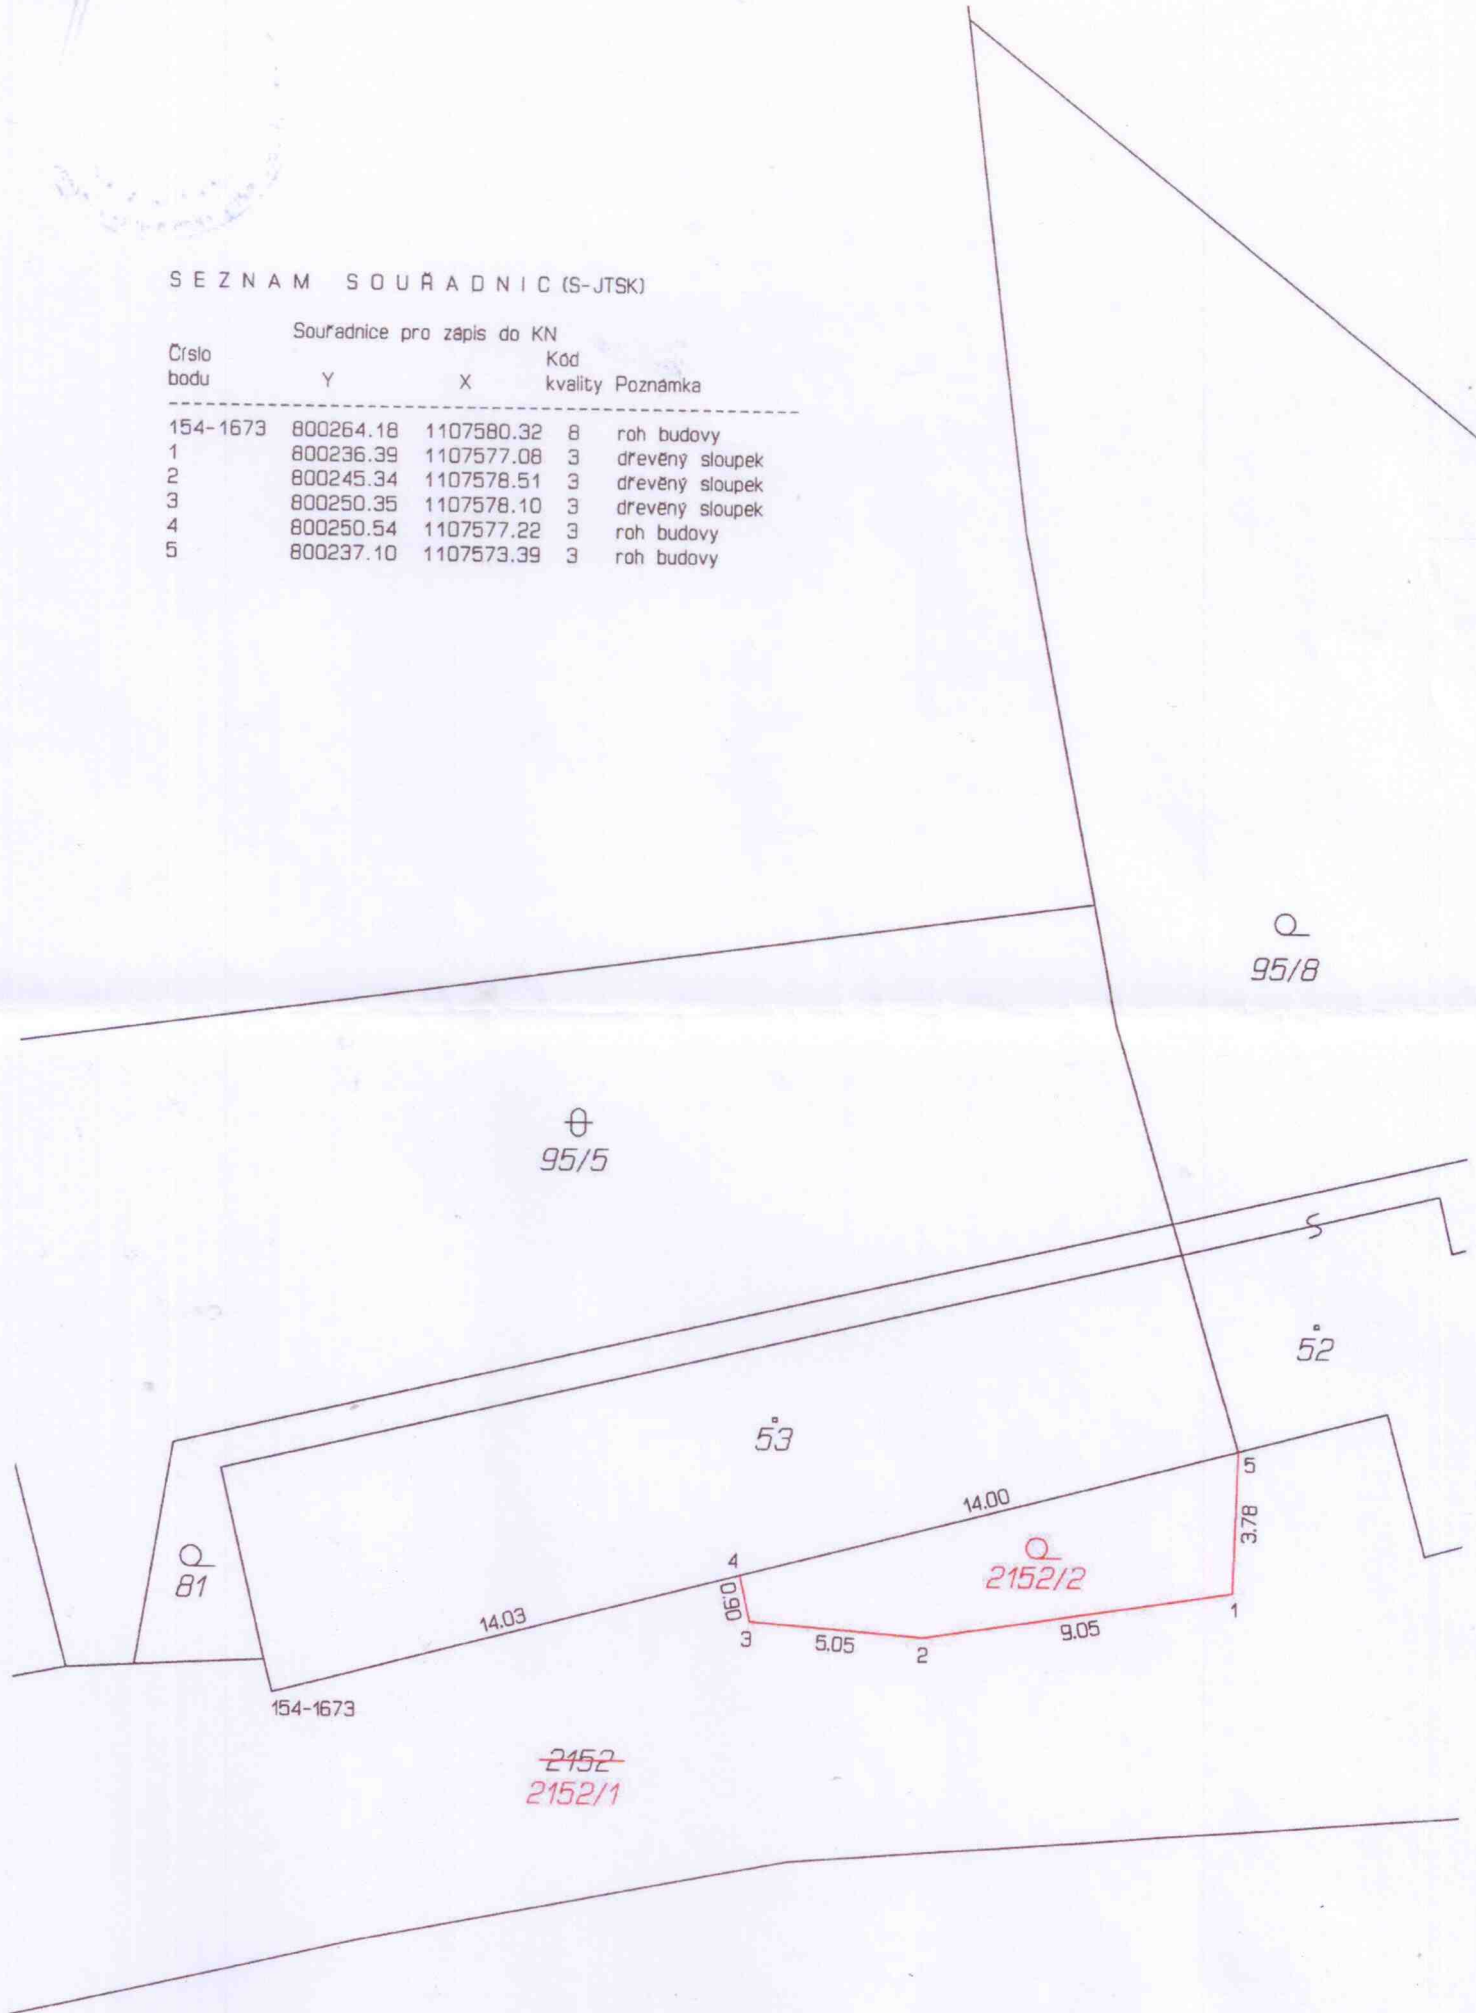 SEZNAM SOUŘADNIC (S-JTSK)
Souřadnice pro zápis do KN
Číslo bodu Y X Kód kvality Poznámka
154-1673 800264.18 1107580.32 8 roh budovy
1 800236.39 1107577.08 3 dřevěný sloupek
2 800245.34 1107578.51 3 dřevěný sloupek
3 800250.35 1107578.10 3 dřevěný sloupek
4 800250.54 1107577.22 3 roh budovy
5 800237.10 1107573.39 3 roh budovy
95/8
95/5
52
53
5
14.00
3.78
4
81
2152/2
0.90
14.03
1
3
5.05
9.05
2
154-1673
2152
2152/1